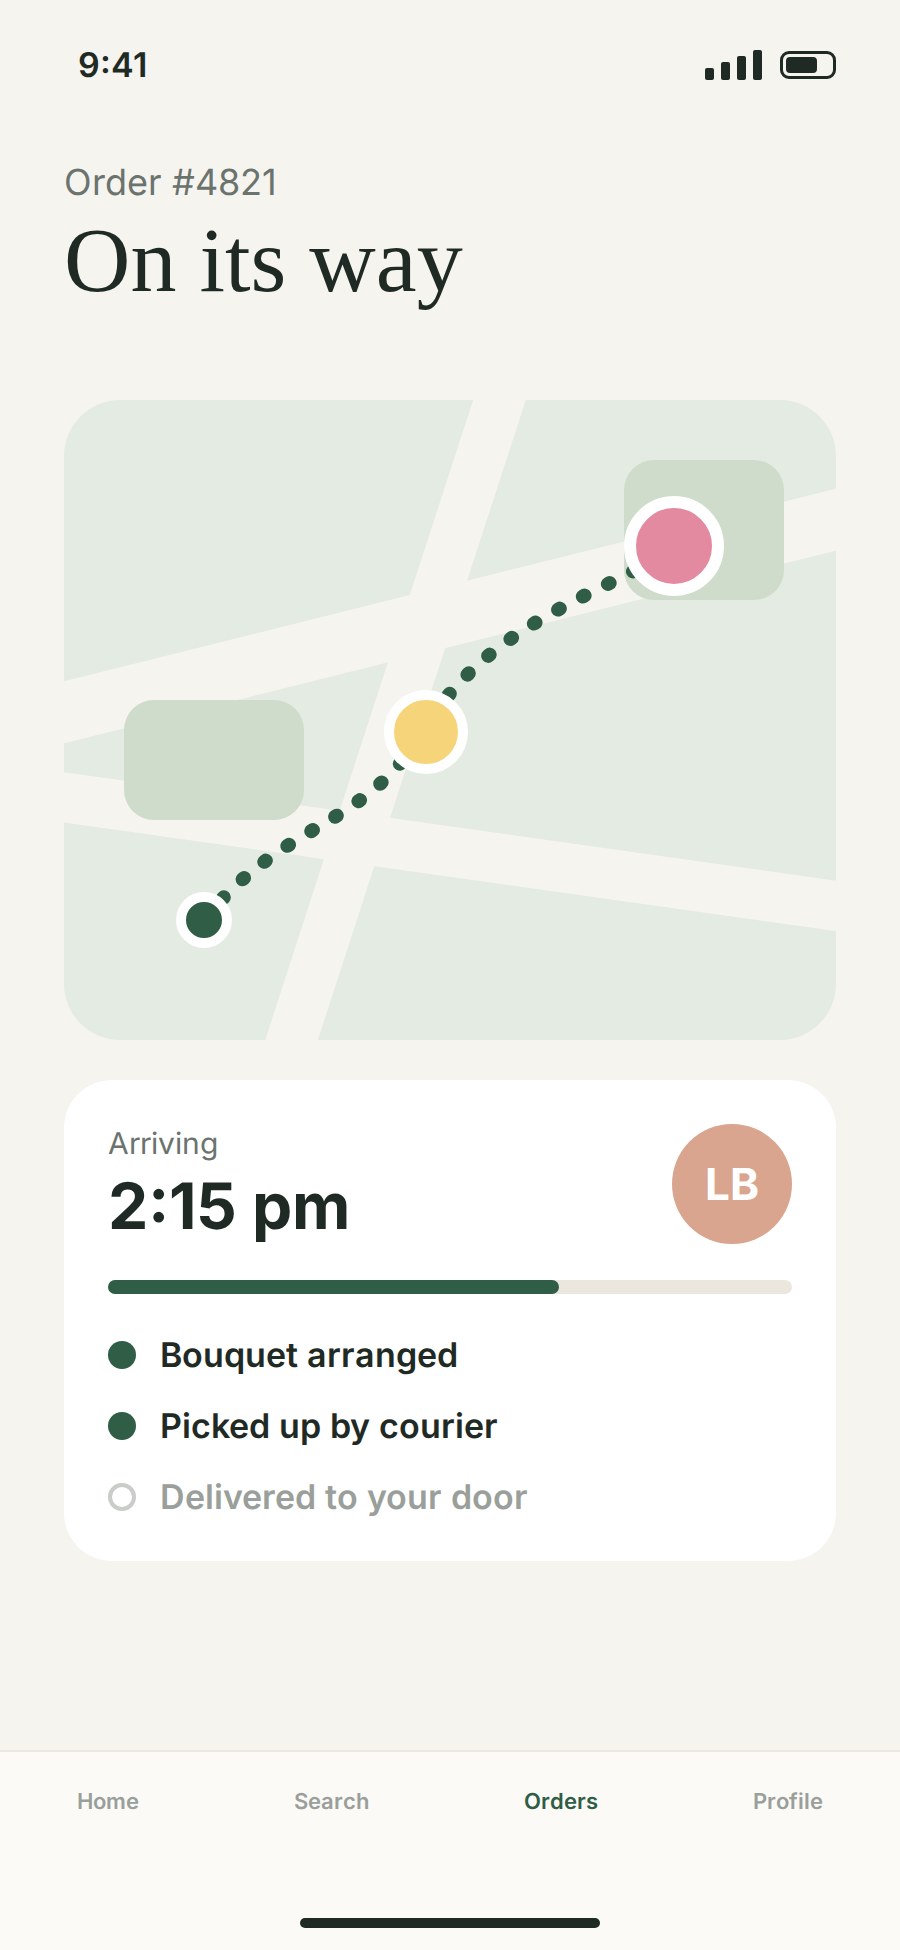 9:41
Order #4821
On its way
Arriving
2:15 pm
LB
Bouquet arranged
Picked up by courier
Delivered to your door
Home
Search
Orders
Profile